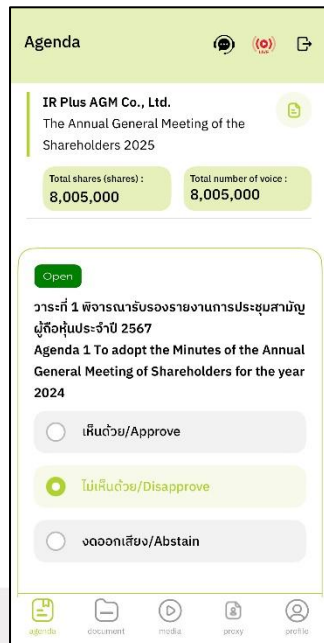 Agenda
LIVE
IR Plus AGM Co., Ltd.
The Annual General Meeting of the
Shareholders 2025
Total shares (shares) :
8,005,000
Total number of voice :
8,005,000
Open
วาระที่ 1 พิจารณารับรองรายงานการประชุมสามัญ
ผู้ถือหุ้นประจำปี 2567
Agenda 1 To adopt the Minutes of the Annual
General Meeting of Shareholders for the year
2024
เห็นด้วย/Approve
ไม่เห็นด้วย/Disapprove
งดออกเสียง/Abstain
agenda
document
media
proxy
profile